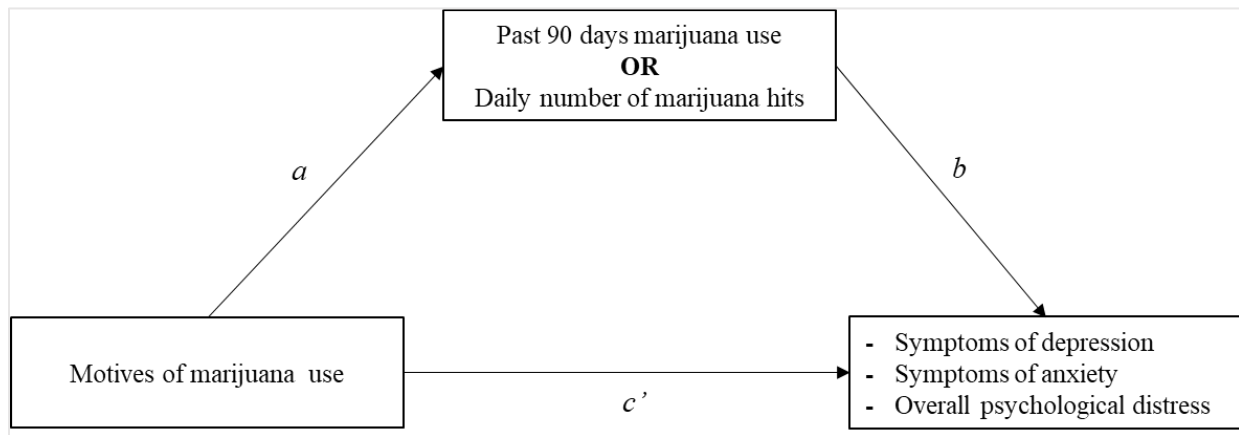 Past 90 days marijuana use
OR
Daily number of marijuana hits
a
b
Motives of marijuana use
c’
- Symptoms of depression
- Symptoms of anxiety
- Overall psychological distress